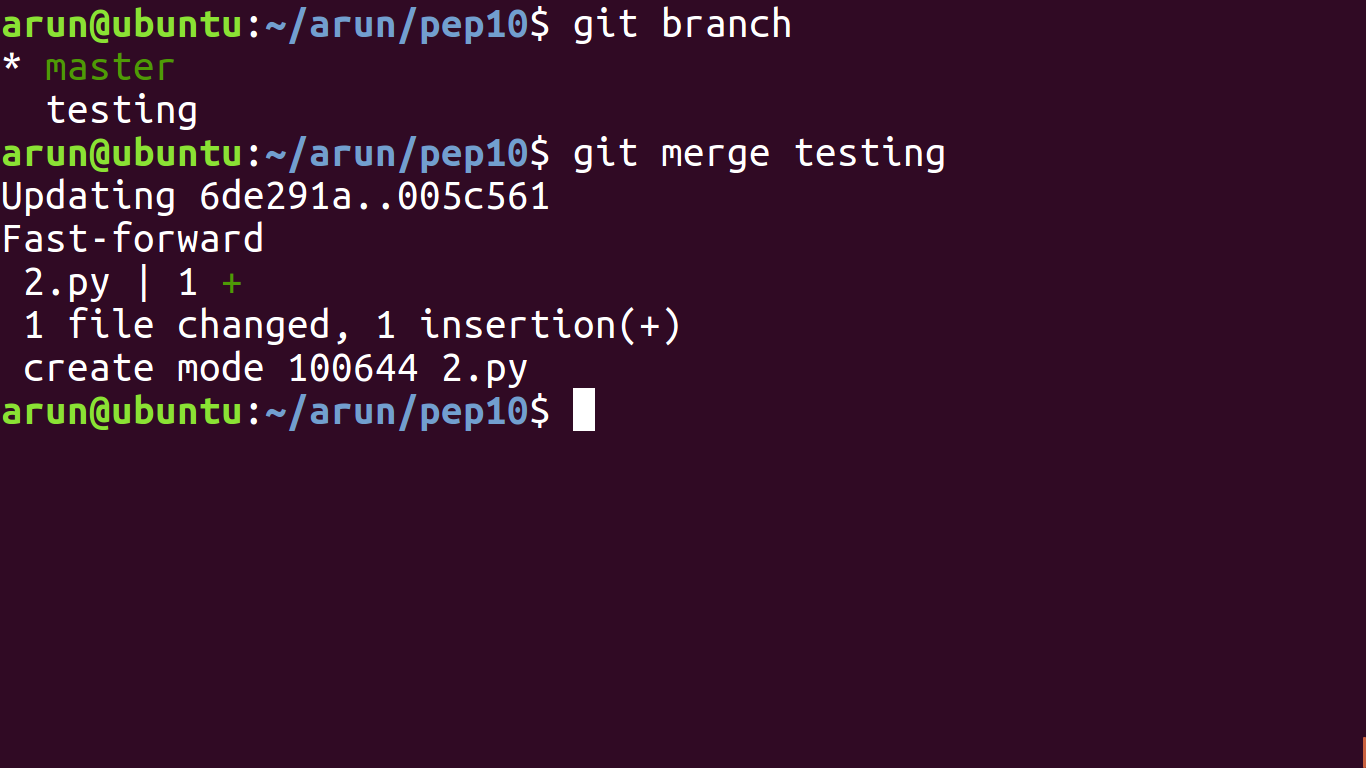 arun@ubuntu:~/arun/pep10$ git branch
* master
  testing
arun@ubuntu:~/arun/pep10$ git merge testing
Updating 6de291a..005c561
Fast-forward
 2.py | 1 +
 1 file changed, 1 insertion(+)
 create mode 100644 2.py
arun@ubuntu:~/arun/pep10$